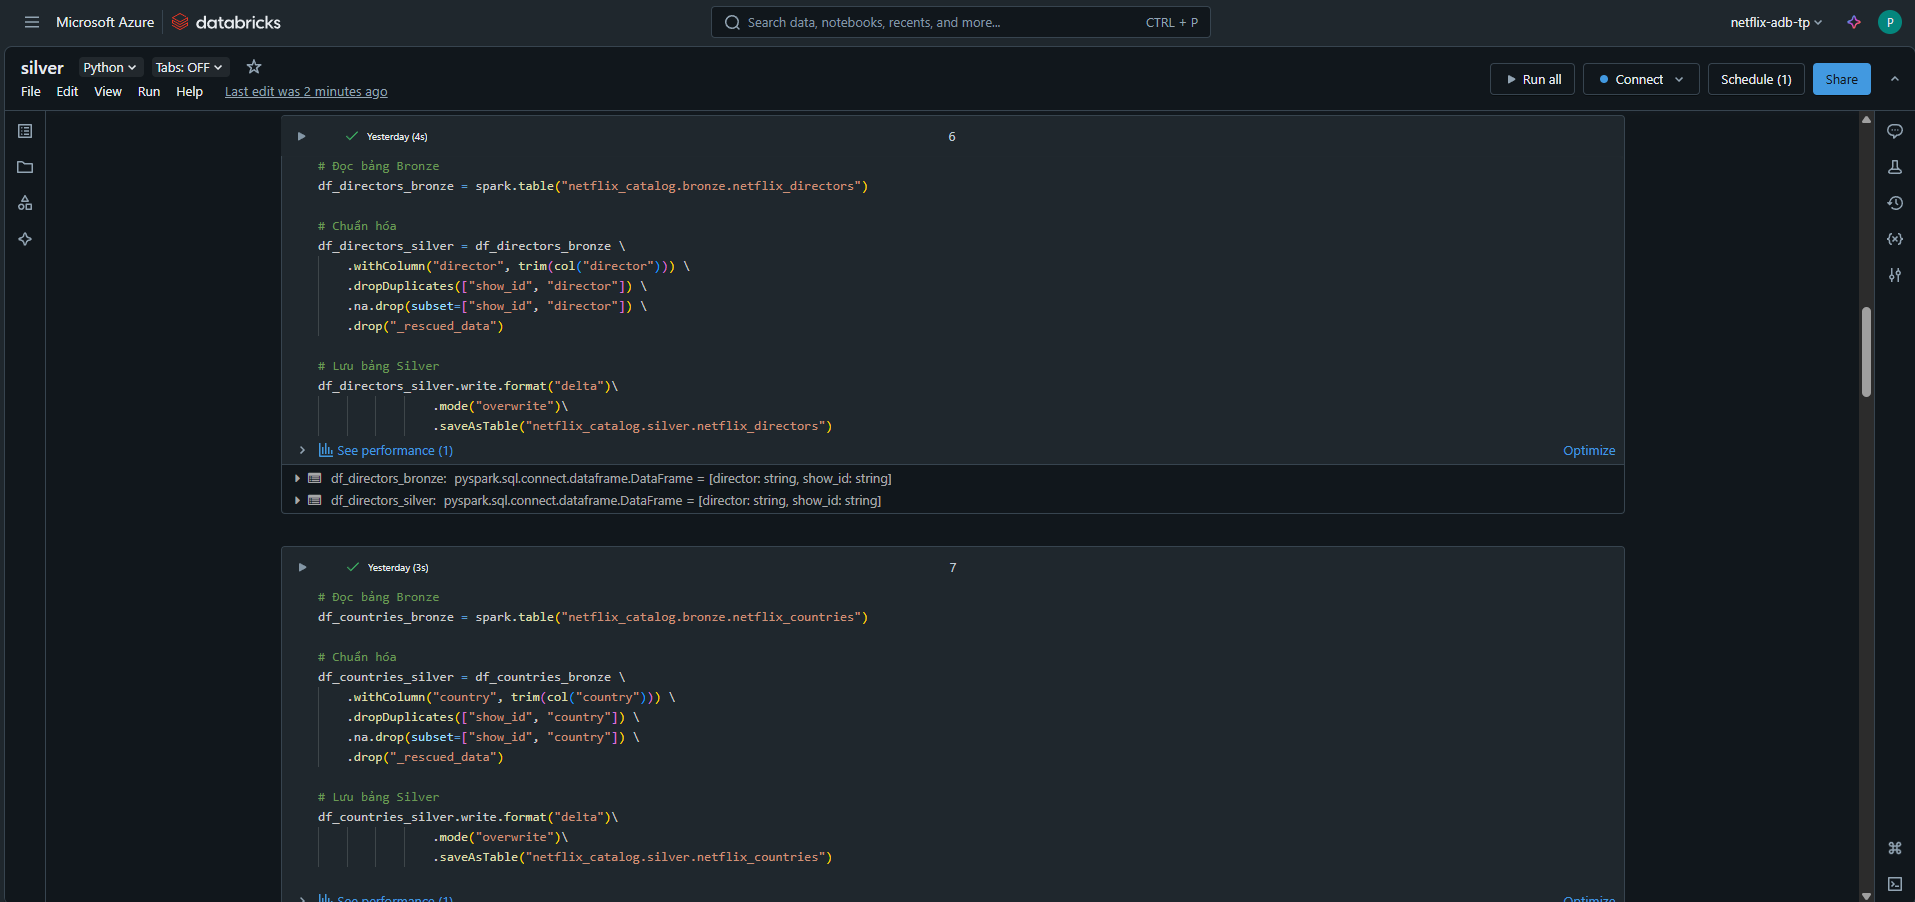 Microsoft Azure databricks
Search data, notebooks, recents, and more... CTRL + P
netflix-adb-tp
P
silver Python Tabs: OFF
File Edit View Run Help Last edit was 2 minutes ago
Run all Connect Schedule (1) Share
Yesterday (4s) 6
# Đọc bảng Bronze
df_directors_bronze = spark.table("netflix_catalog.bronze.netflix_directors")
# Chuẩn hóa
df_directors_silver = df_directors_bronze \
.withColumn("director", trim(col("director"))) \
.dropDuplicates(["show_id", "director"]) \
.na.drop(subset=["show_id", "director"]) \
.drop("_rescued_data")
# Lưu bảng Silver
df_directors_silver.write.format("delta")\
.mode("overwrite")\
.saveAsTable("netflix_catalog.silver.netflix_directors")
See performance (1) Optimize
df_directors_bronze: pyspark.sql.connect.dataframe.DataFrame = [director: string, show_id: string]
df_directors_silver: pyspark.sql.connect.dataframe.DataFrame = [director: string, show_id: string]
Yesterday (3s) 7
# Đọc bảng Bronze
df_countries_bronze = spark.table("netflix_catalog.bronze.netflix_countries")
# Chuẩn hóa
df_countries_silver = df_countries_bronze \
.withColumn("country", trim(col("country"))) \
.dropDuplicates(["show_id", "country"]) \
.na.drop(subset=["show_id", "country"]) \
.drop("_rescued_data")
# Lưu bảng Silver
df_countries_silver.write.format("delta")\
.mode("overwrite")\
.saveAsTable("netflix_catalog.silver.netflix_countries")
See performance (1) Optimize